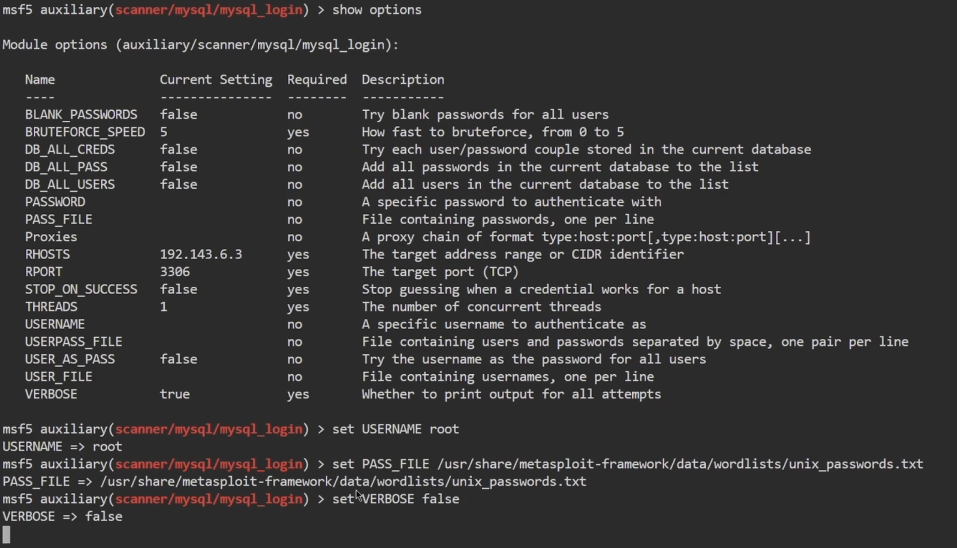 msf5 auxiliary(scanner/mysql/mysql_login) > show options
Module options (auxiliary/scanner/mysql/mysql_login):
Name Current Setting Required Description
---- --------------- -------- -----------
BLANK_PASSWORDS false no Try blank passwords for all users
BRUTEFORCE_SPEED 5 yes How fast to bruteforce, from 0 to 5
DB_ALL_CREDS false no Try each user/password couple stored in the current database
DB_ALL_PASS false no Add all passwords in the current database to the list
DB_ALL_USERS false no Add all users in the current database to the list
PASSWORD no A specific password to authenticate with
PASS_FILE no File containing passwords, one per line
Proxies no A proxy chain of format type:host:port[,type:host:port][...]
RHOSTS 192.143.6.3 yes The target address range or CIDR identifier
RPORT 3306 yes The target port (TCP)
STOP_ON_SUCCESS false yes Stop guessing when a credential works for a host
THREADS 1 yes The number of concurrent threads
USERNAME no A specific username to authenticate as
USERPASS_FILE no File containing users and passwords separated by space, one pair per line
USER_AS_PASS false no Try the username as the password for all users
USER_FILE no File containing usernames, one per line
VERBOSE true yes Whether to print output for all attempts
msf5 auxiliary(scanner/mysql/mysql_login) > set USERNAME root
USERNAME => root
msf5 auxiliary(scanner/mysql/mysql_login) > set PASS_FILE /usr/share/metasploit-framework/data/wordlists/unix_passwords.txt
PASS_FILE => /usr/share/metasploit-framework/data/wordlists/unix_passwords.txt
msf5 auxiliary(scanner/mysql/mysql_login) > set VERBOSE false
VERBOSE => false